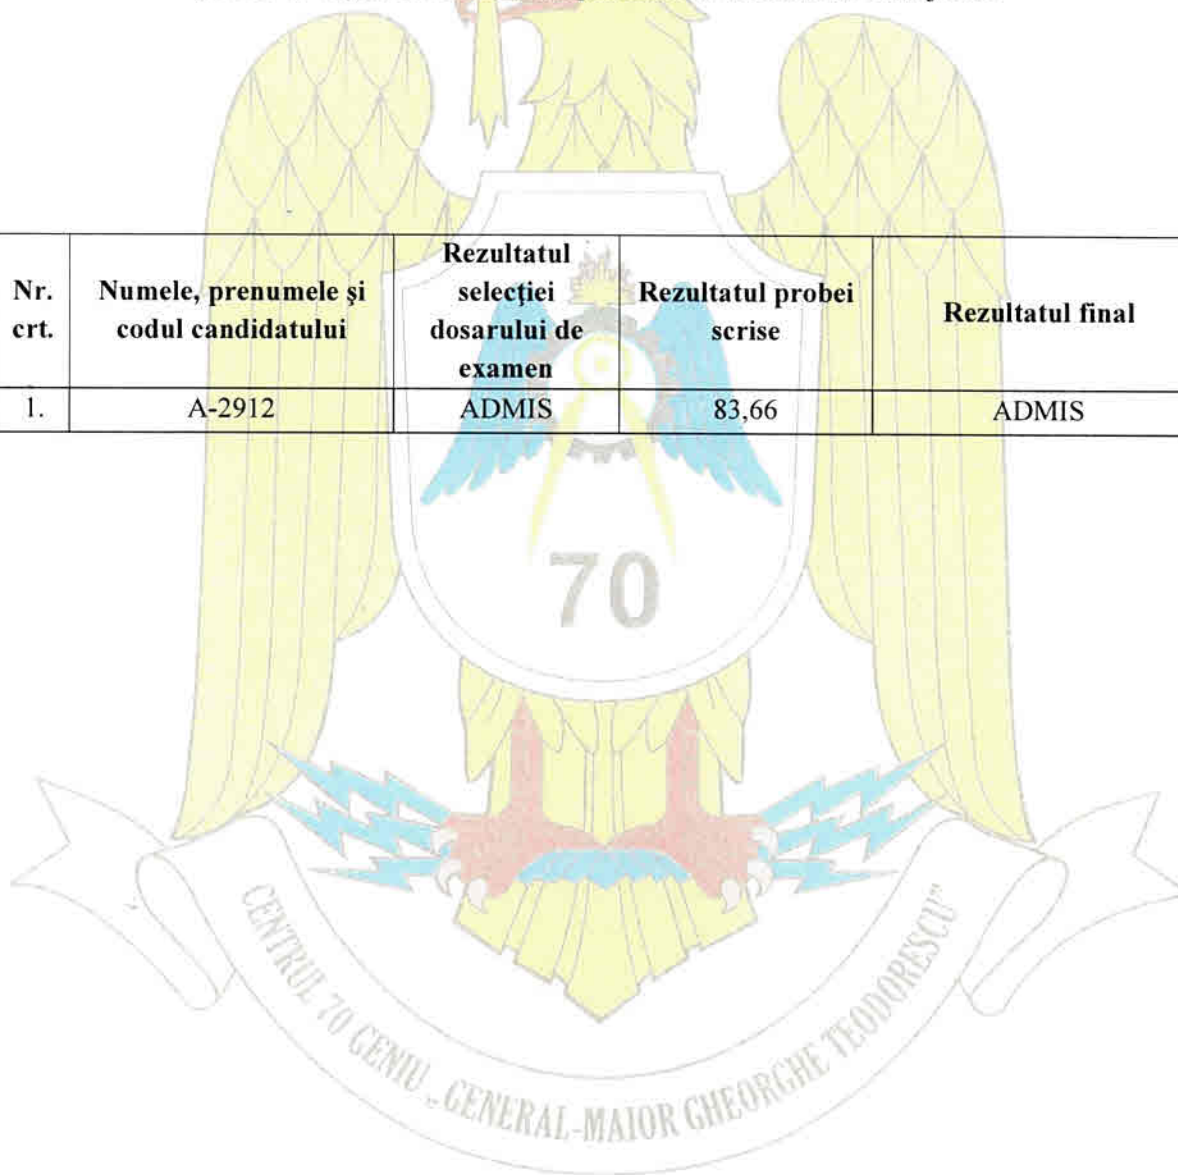 Nr.
crt.
Numele, prenumele şi
codul candidatului
Rezultatul
selecţiei
dosarului de
examen
Rezultatul probei
scrise
Rezultatul final
1.
A-2912
ADMIS
83,66
ADMIS
70
CENTRUL 70 GENIU „GENERAL-MAIOR GHEORGHE TEODORESCU"